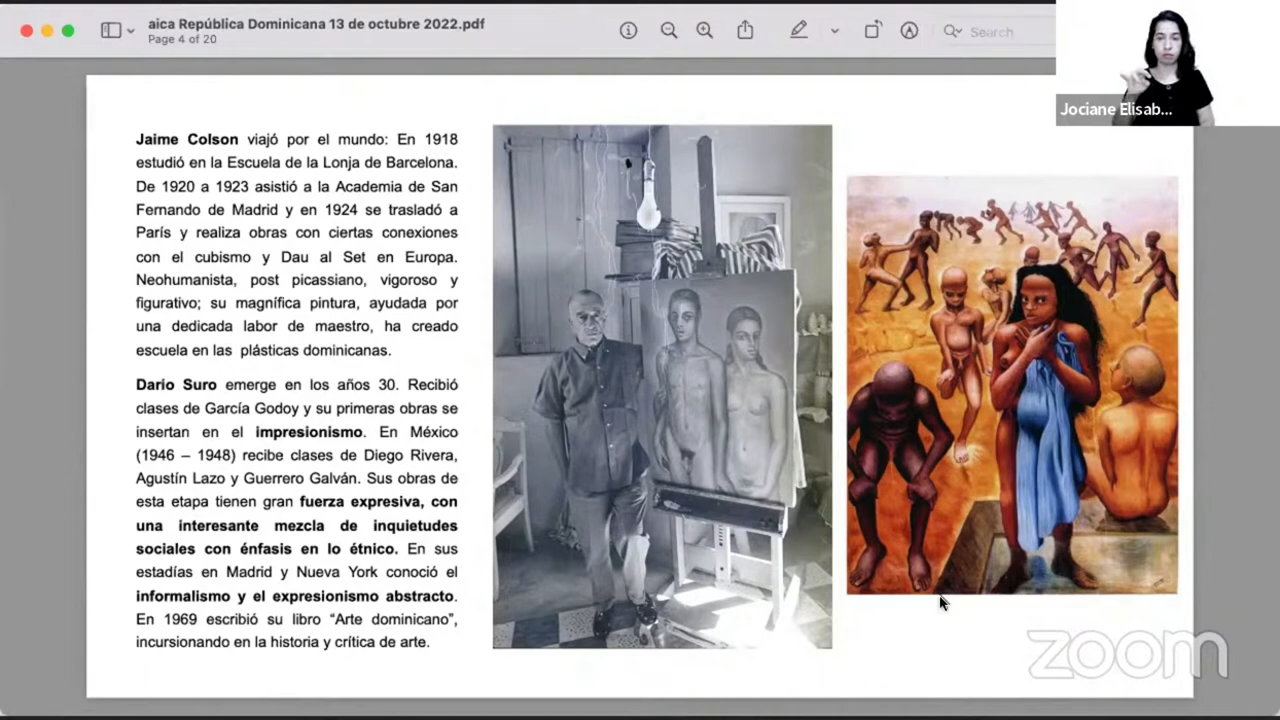 aica República Dominicana 13 de octubre 2022.pdf
Page 4 of 20
Search
Jociane Elisab...
Jaime Colson viajó por el mundo: En 1918
estudió en la Escuela de la Lonja de Barcelona.
De 1920 a 1923 asistió a la Academia de San
Fernando de Madrid y en 1924 se trasladó a
París y realiza obras con ciertas conexiones
con el cubismo y Dau al Set en Europa.
Neohumanista, post picassiano, vigoroso y
figurativo; su magnífica pintura, ayudada por
una dedicada labor de maestro, ha creado
escuela en las plásticas dominicanas.
Dario Suro emerge en los años 30. Recibió
clases de García Godoy y su primeras obras se
insertan en el impresionismo. En México
(1946 – 1948) recibe clases de Diego Rivera,
Agustín Lazo y Guerrero Galván. Sus obras de
esta etapa tienen gran fuerza expresiva, con
una interesante mezcla de inquietudes
sociales con énfasis en lo étnico. En sus
estadías en Madrid y Nueva York conoció el
informalismo y el expresionismo abstracto.
En 1969 escribió su libro “Arte dominicano”,
incursionando en la historia y crítica de arte.
zoom